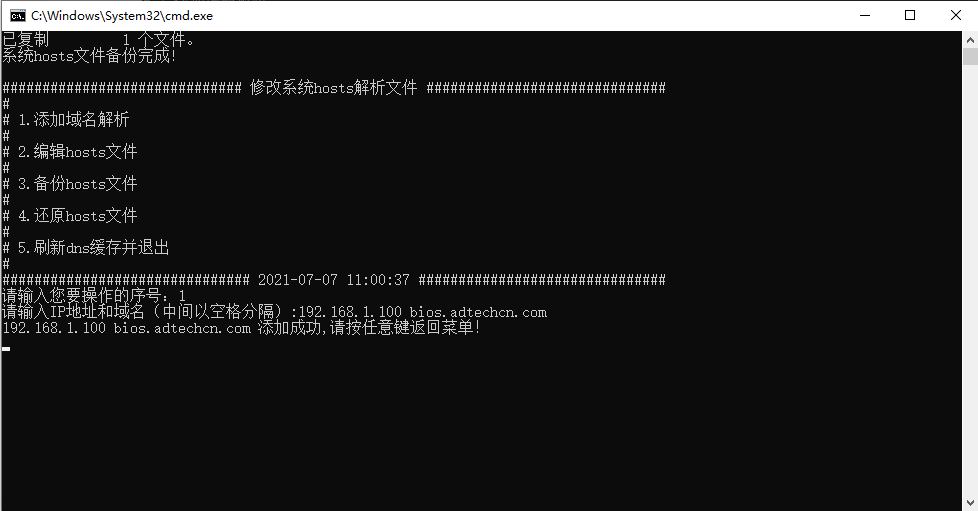 C:\Windows\System32\cmd.exe
已复制         1 个文件。
系统hosts文件备份完成!
############################## 修改系统hosts解析文件 ##############################
#
# 1.添加域名解析
#
# 2.编辑hosts文件
#
# 3.备份hosts文件
#
# 4.还原hosts文件
#
# 5.刷新dns缓存并退出
#
############################### 2021-07-07 11:00:37 ###############################
请输入您要操作的序号: 1
请输入IP地址和域名（中间以空格分隔）:192.168.1.100 bios.adtechcn.com
192.168.1.100 bios.adtechcn.com 添加成功,请按任意键返回菜单!